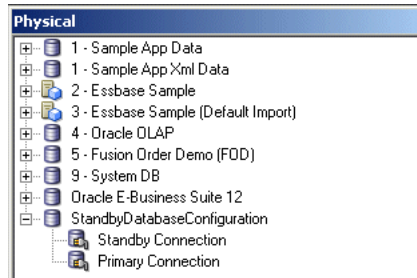 Physical
1 - Sample App Data
1 - Sample App Xml Data
2 - Essbase Sample
3 - Essbase Sample (Default Import)
4 - Oracle OLAP
5 - Fusion Order Demo (FOD)
9 - System DB
Oracle E-Business Suite 12
StandbyDatabaseConfiguration
Standby Connection
Primary Connection